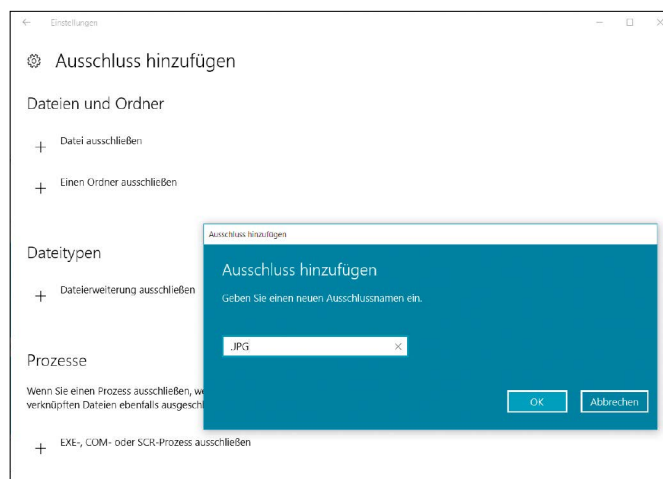 Einstellungen
Ausschluss hinzufügen
Dateien und Ordner
Datei ausschließen
Einen Ordner ausschließen
Dateitypen
Dateierweiterung ausschließen
Prozesse
Wenn Sie einen Prozess ausschließen, we
verknüpften Dateien ebenfalls ausgeschl
EXE-, COM- oder SCR-Prozess ausschließen
Ausschluss hinzufügen
Ausschluss hinzufügen
Geben Sie einen neuen Ausschlussnamen ein.
.JPG
OK
Abbrechen